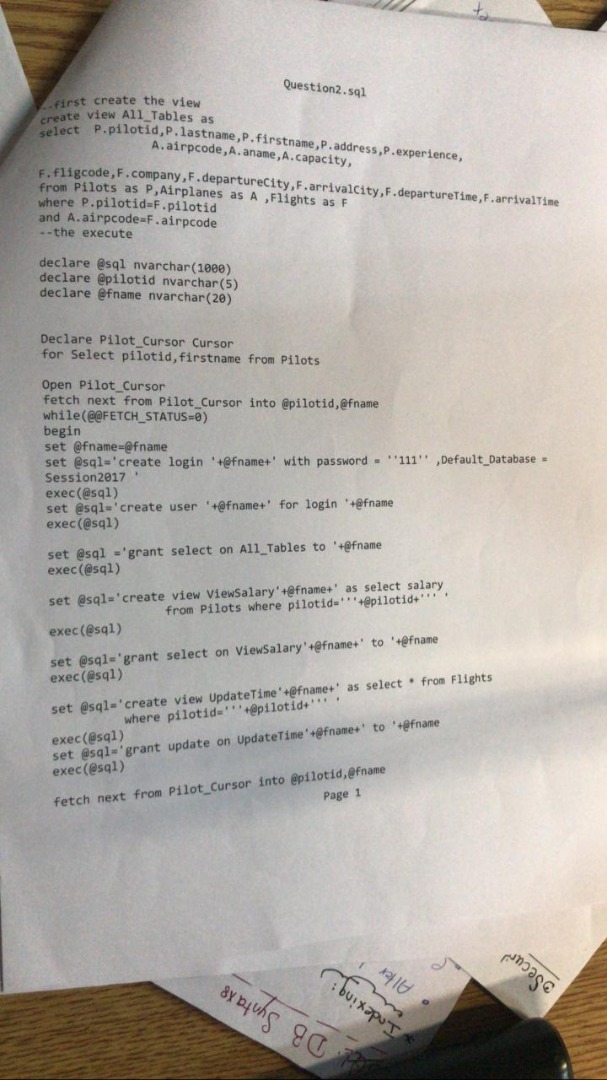 Question2.sql
--first create the view
create view All_Tables as
select P.pilotid,P.lastname,P.firstname,P.address,P.experience,
A.airpcode,A.aname,A.capacity,
F.fligcode,F.company,F.departureCity,F.arrivalCity,F.departureTime,F.arrivalTime
from Pilots as P,Airplanes as A ,Flights as F
where P.pilotid=F.pilotid
and A.airpcode=F.airpcode
--the execute
declare @sql nvarchar(1000)
declare @pilotid nvarchar(5)
declare @fname nvarchar(20)
Declare Pilot_Cursor Cursor
for Select pilotid,firstname from Pilots
Open Pilot_Cursor
fetch next from Pilot_Cursor into @pilotid,@fname
while(@@FETCH_STATUS=0)
begin
set @fname=@fname
set @sql='create login '+@fname+' with password = ''111'' ,Default_Database =
Session2017 '
exec(@sql)
set @sql='create user '+@fname+' for login '+@fname
exec(@sql)
set @sql ='grant select on All_Tables to '+@fname
exec(@sql)
set @sql='create view ViewSalary'+@fname+' as select salary
from Pilots where pilotid='''+@pilotid+''' '
exec(@sql)
set @sql='grant select on ViewSalary'+@fname+' to '+@fname
exec(@sql)
set @sql='create view UpdateTime'+@fname+' as select * from Flights
where pilotid='''+@pilotid+''' '
exec(@sql)
set @sql='grant update on UpdateTime'+@fname+' to '+@fname
exec(@sql)
fetch next from Pilot_Cursor into @pilotid,@fname
Page 1
Secur
Alter
* Indexing:
DB Syntaxs